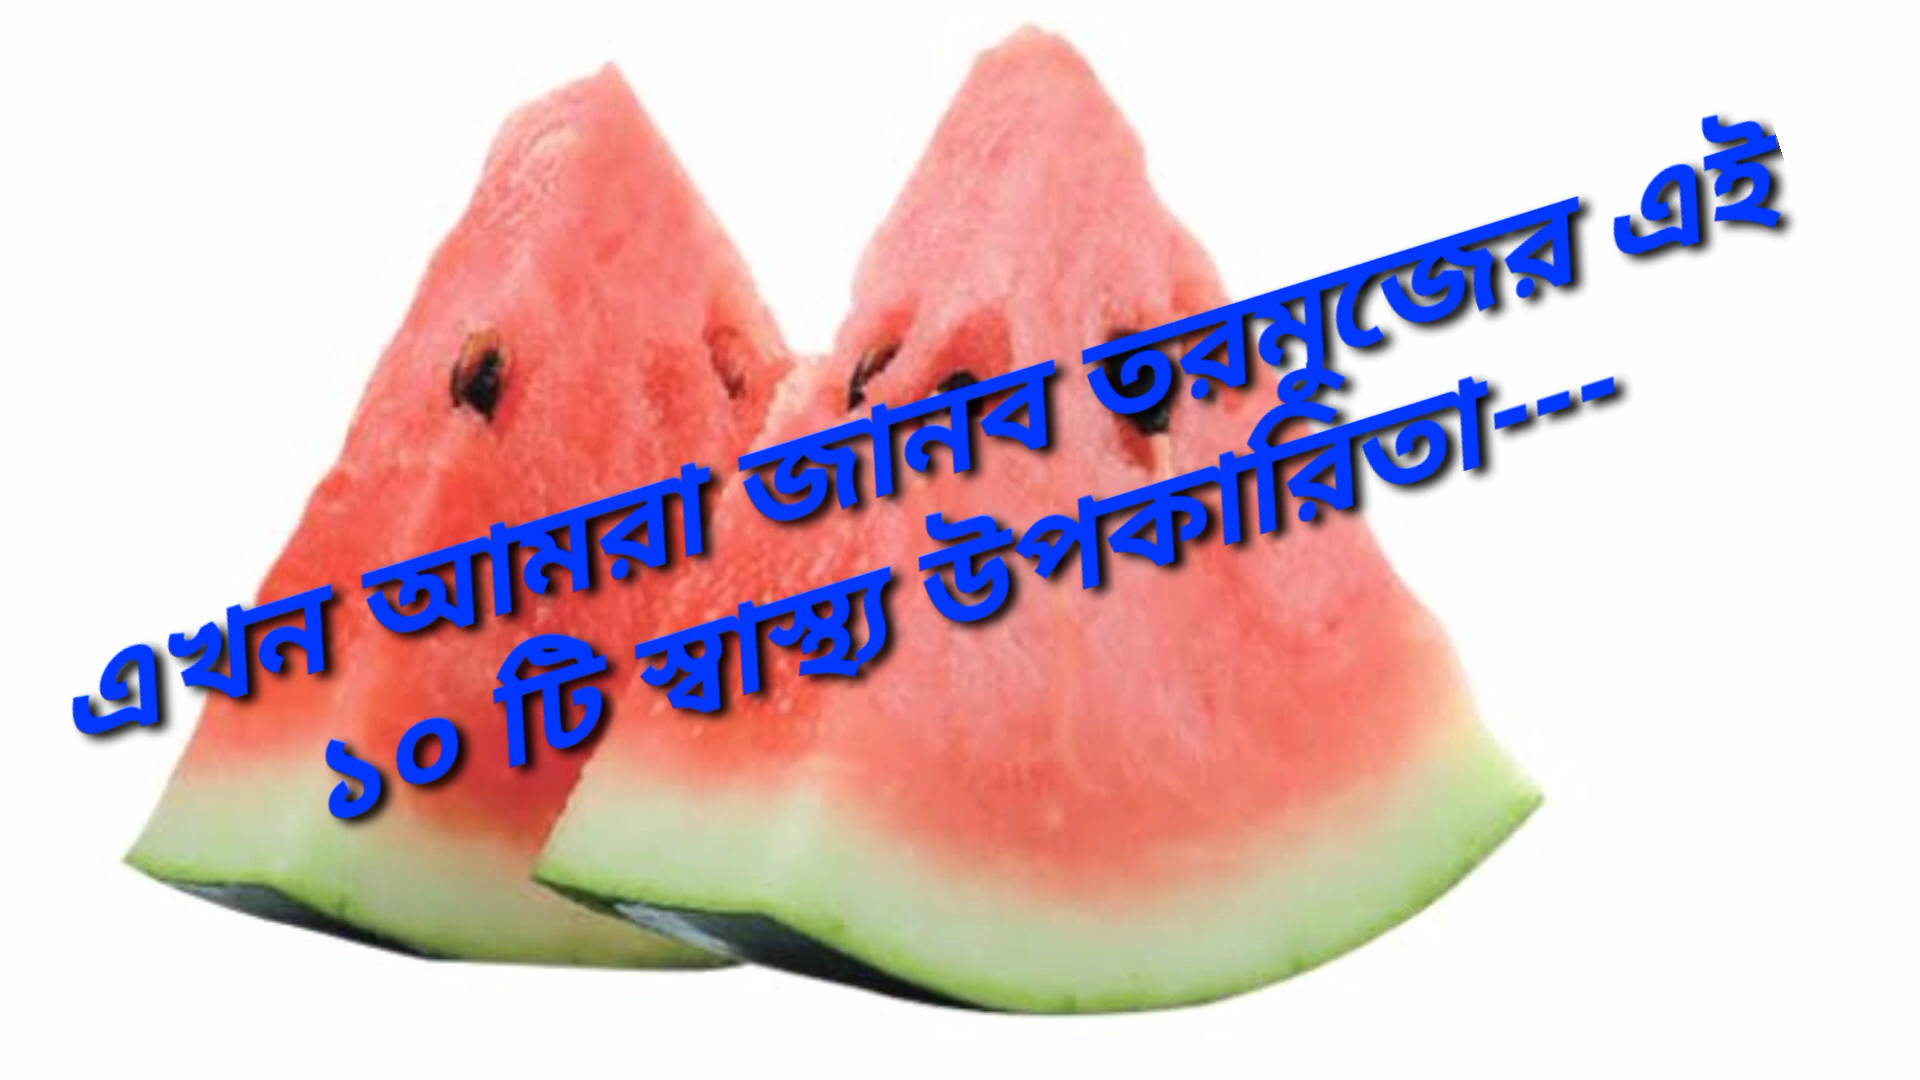 এখন আমরা জানব তরমুজের এই
১০ টি স্বাস্থ্য উপকারিতা---